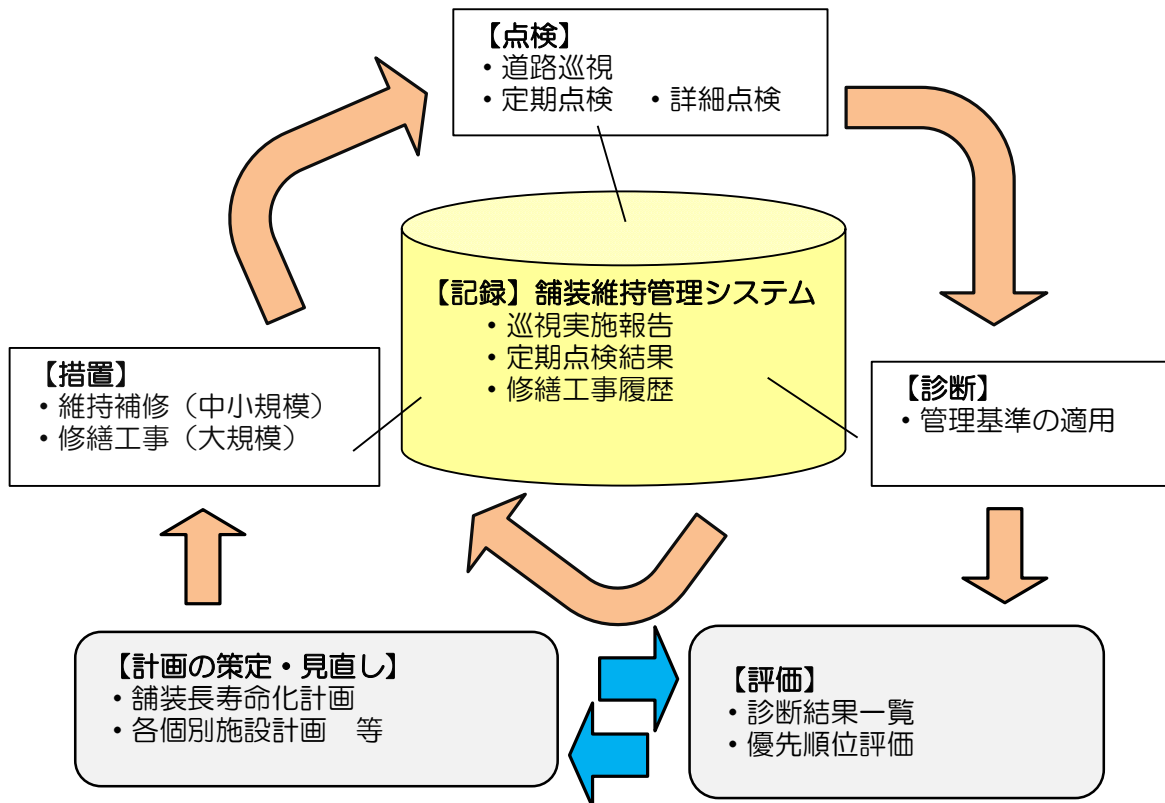 【点検】
・道路巡視
・定期点検　・詳細点検
【記録】舗装維持管理システム
・巡視実施報告
・定期点検結果
・修繕工事履歴
【措置】
・維持補修（中小規模）
・修繕工事（大規模）
【診断】
・管理基準の適用
【計画の策定・見直し】
・舗装長寿命化計画
・各個別施設計画　等
【評価】
・診断結果一覧
・優先順位評価